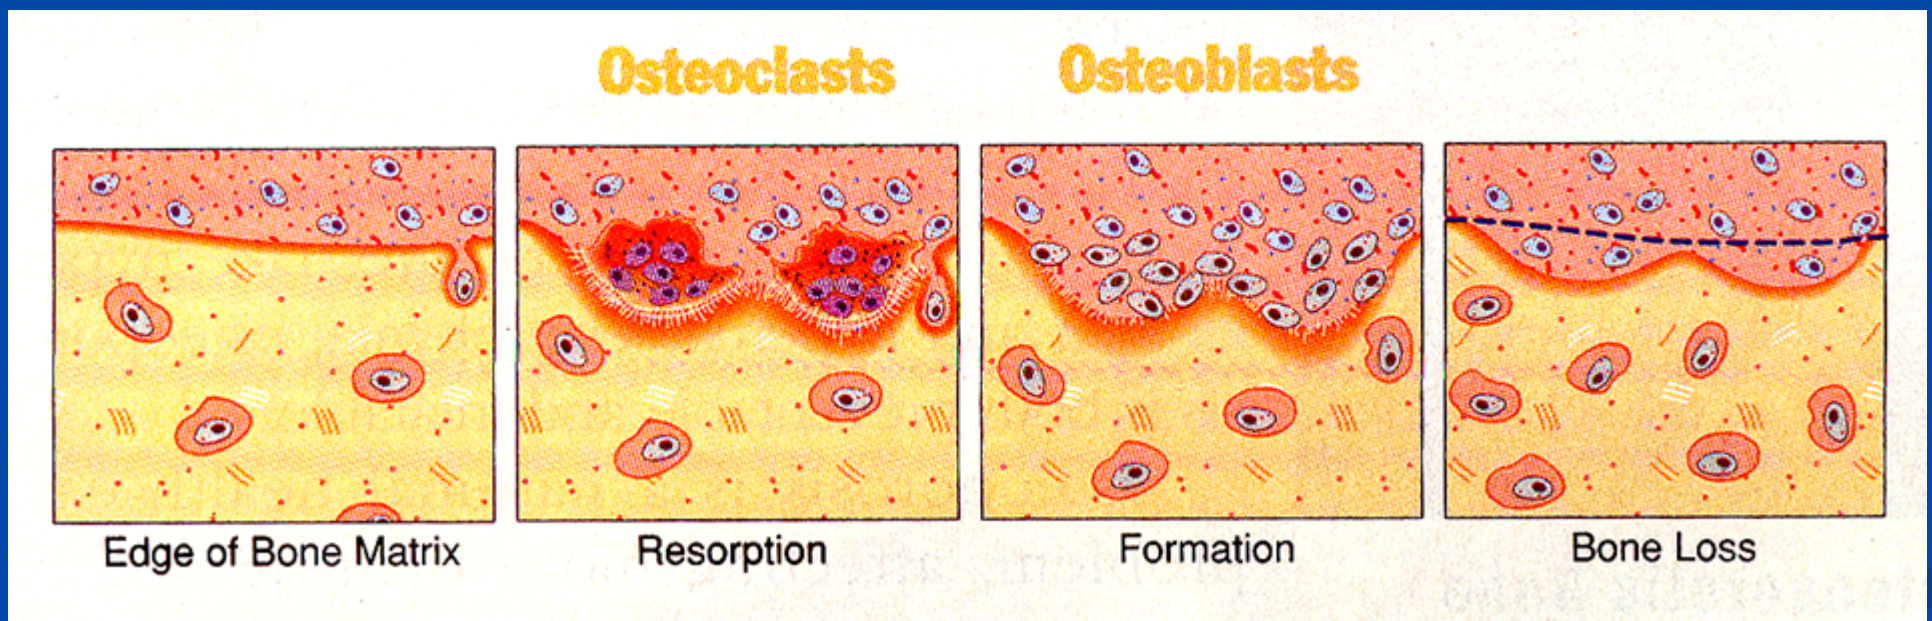 Osteoclasts
Osteoblasts
Edge of Bone Matrix
Resorption
Formation
Bone Loss